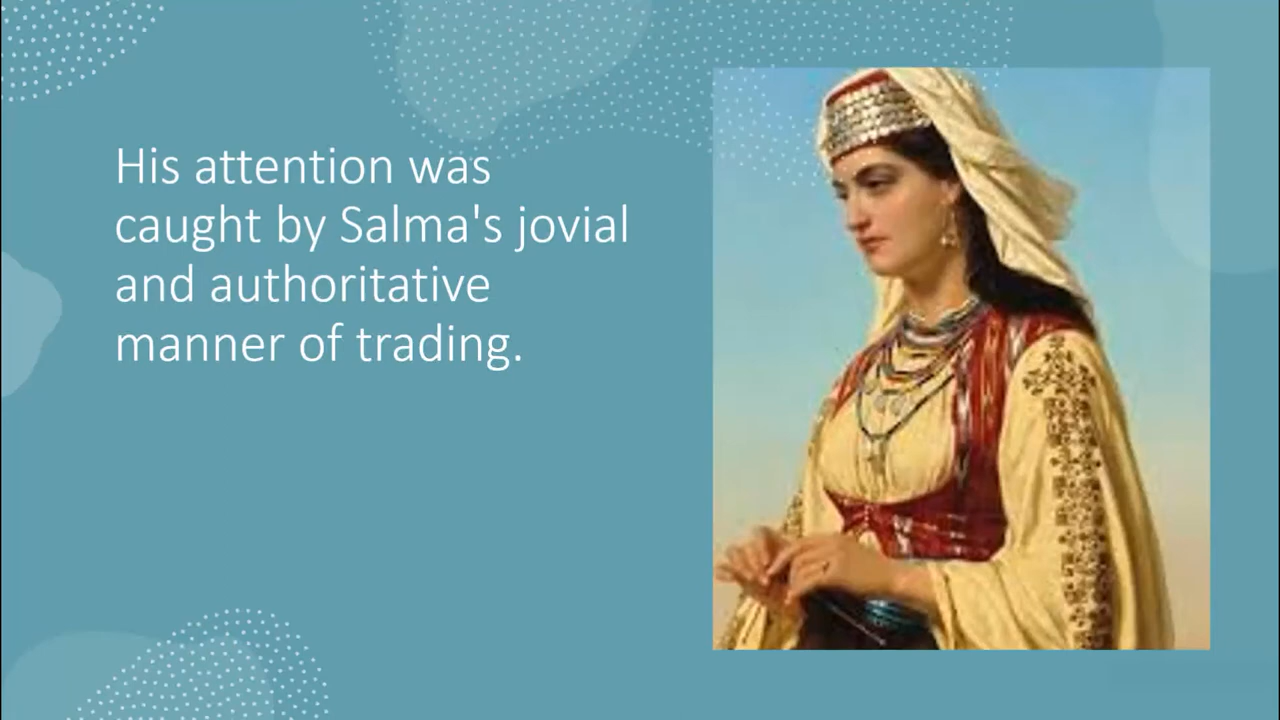 His attention was
caught by Salma's jovial
and authoritative
manner of trading.